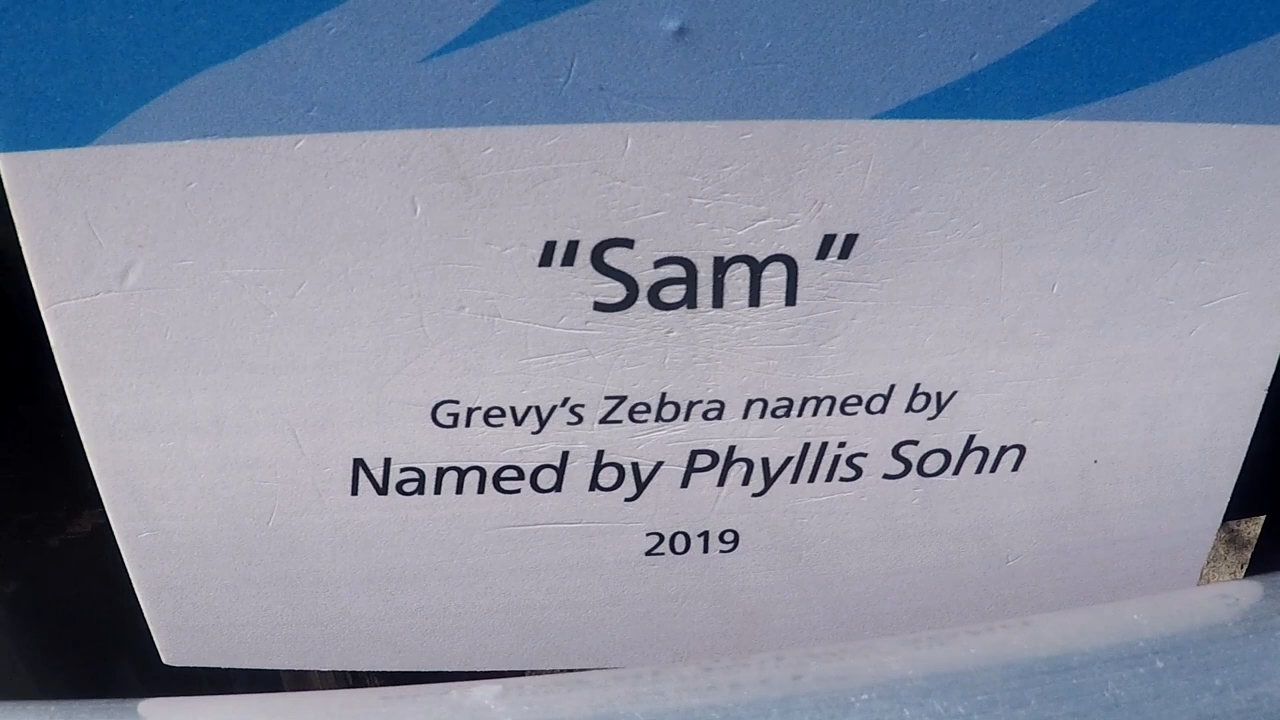 “Sam”
Grevy’s Zebra named by
Named by Phyllis Sohn
2019